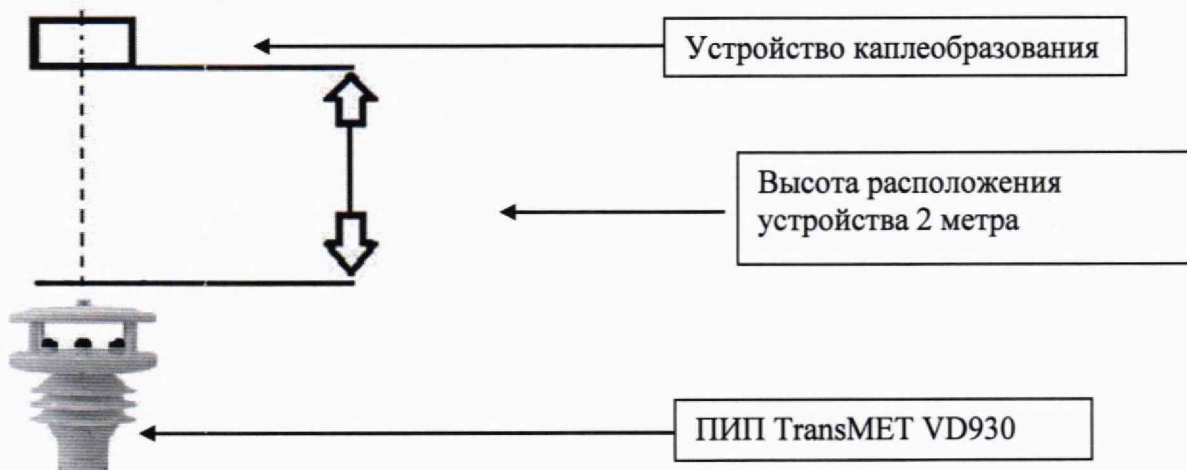 Устройство каплеобразования
Высота расположения
устройства 2 метра
ПИП TransMET VD930